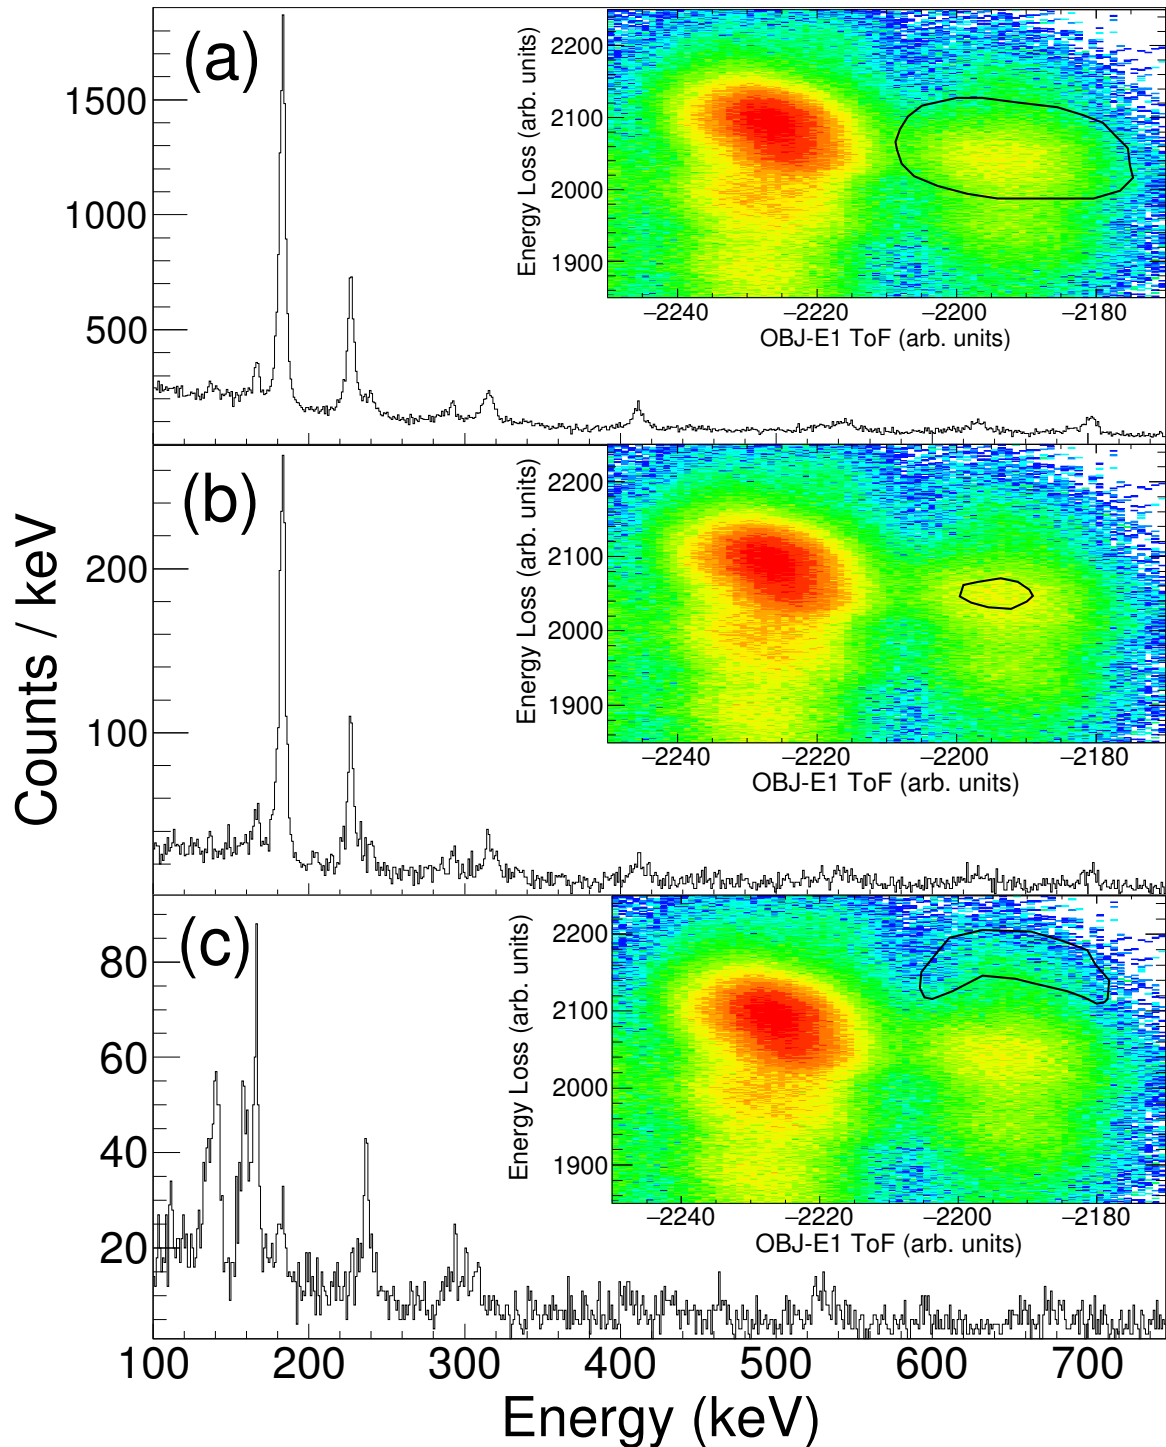 (a)
1500
1000
500
Energy Loss (arb. units)
2200
2100
2000
1900
−2240 −2220 −2200 −2180
OBJ-E1 ToF (arb. units)
(b)
200
100
Energy Loss (arb. units)
2200
2100
2000
1900
−2240 −2220 −2200 −2180
OBJ-E1 ToF (arb. units)
Counts / keV
(c)
80
60
40
20
Energy Loss (arb. units)
2200
2100
2000
1900
−2240 −2220 −2200 −2180
OBJ-E1 ToF (arb. units)
100 200 300 400 500 600 700
Energy (keV)